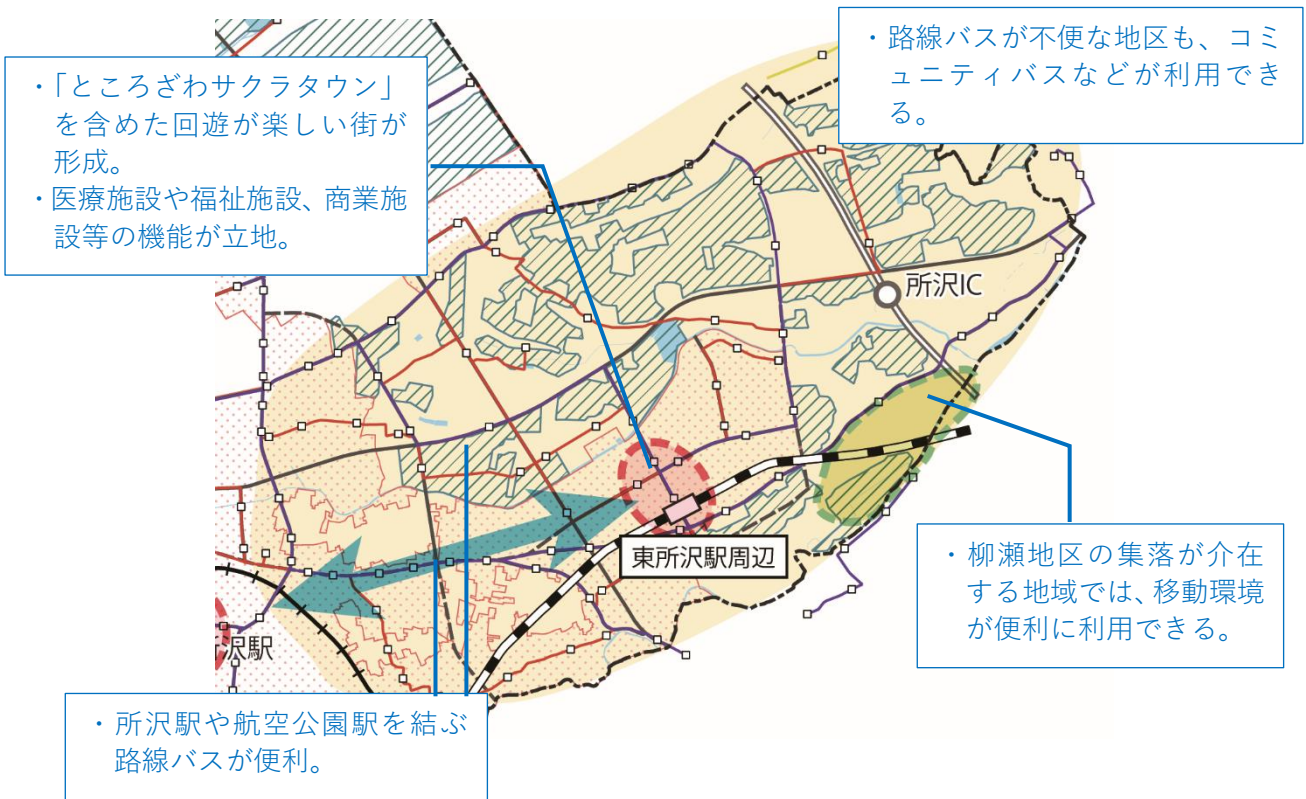 ・「ところざわサクラタウン」
を含めた回遊が楽しい街が
形成。
・医療施設や福祉施設、商業施
設等の機能が立地。
・路線バスが不便な地区も、コミ
ュニティバスなどが利用でき
る。
所沢IC
東所沢駅周辺
沢駅
・柳瀬地区の集落が介在
する地域では、移動環境
が便利に利用できる。
・所沢駅や航空公園駅を結ぶ
路線バスが便利。